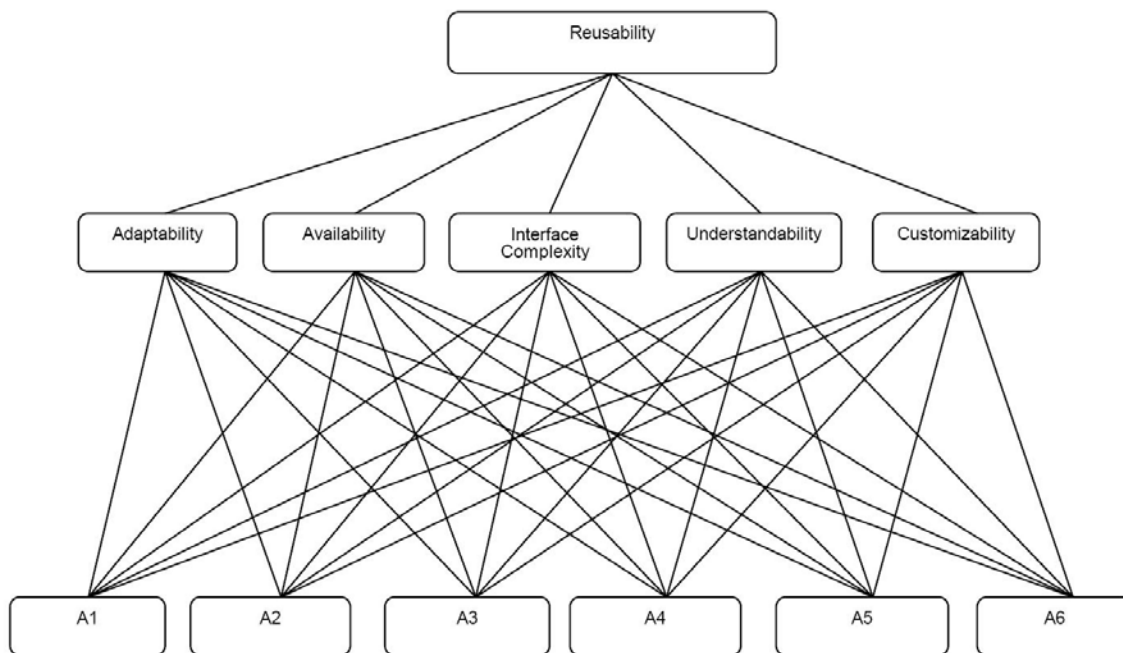 Reusability
Adaptability
Availability
Interface
Complexity
Understandability
Customizability
A1
A2
A3
A4
A5
A6